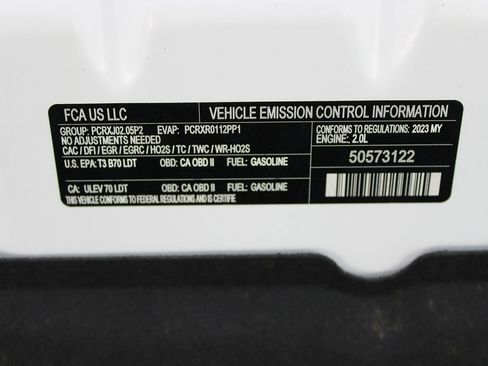 FCA US LLC VEHICLE EMISSION CONTROL INFORMATION
GROUP: PCRXJ02.05P2 EVAP: PCRXR0112PP1 CONFORMS TO REGULATIONS: 2023 MY
NO ADJUSTMENTS NEEDED ENGINE: 2.0L
CAC / DFI / EGR / EGRC / HO2S / TC / TWC / WR-HO2S
U.S. EPA: T3 B70 LDT OBD: CA OBD II FUEL: GASOLINE 50573122
CA: ULEV 70 LDT OBD: CA OBD II FUEL: GASOLINE
THIS VEHICLE CONFORMS TO FEDERAL AND CALIFORNIA REGULATIONS